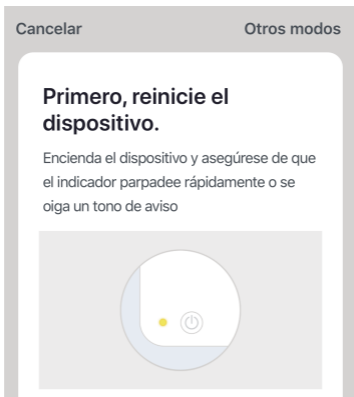 Cancelar
Otros modos
Primero, reinicie el
dispositivo.
Encienda el dispositivo y asegúrese de que
el indicador parpadee rápidamente o se
oiga un tono de aviso